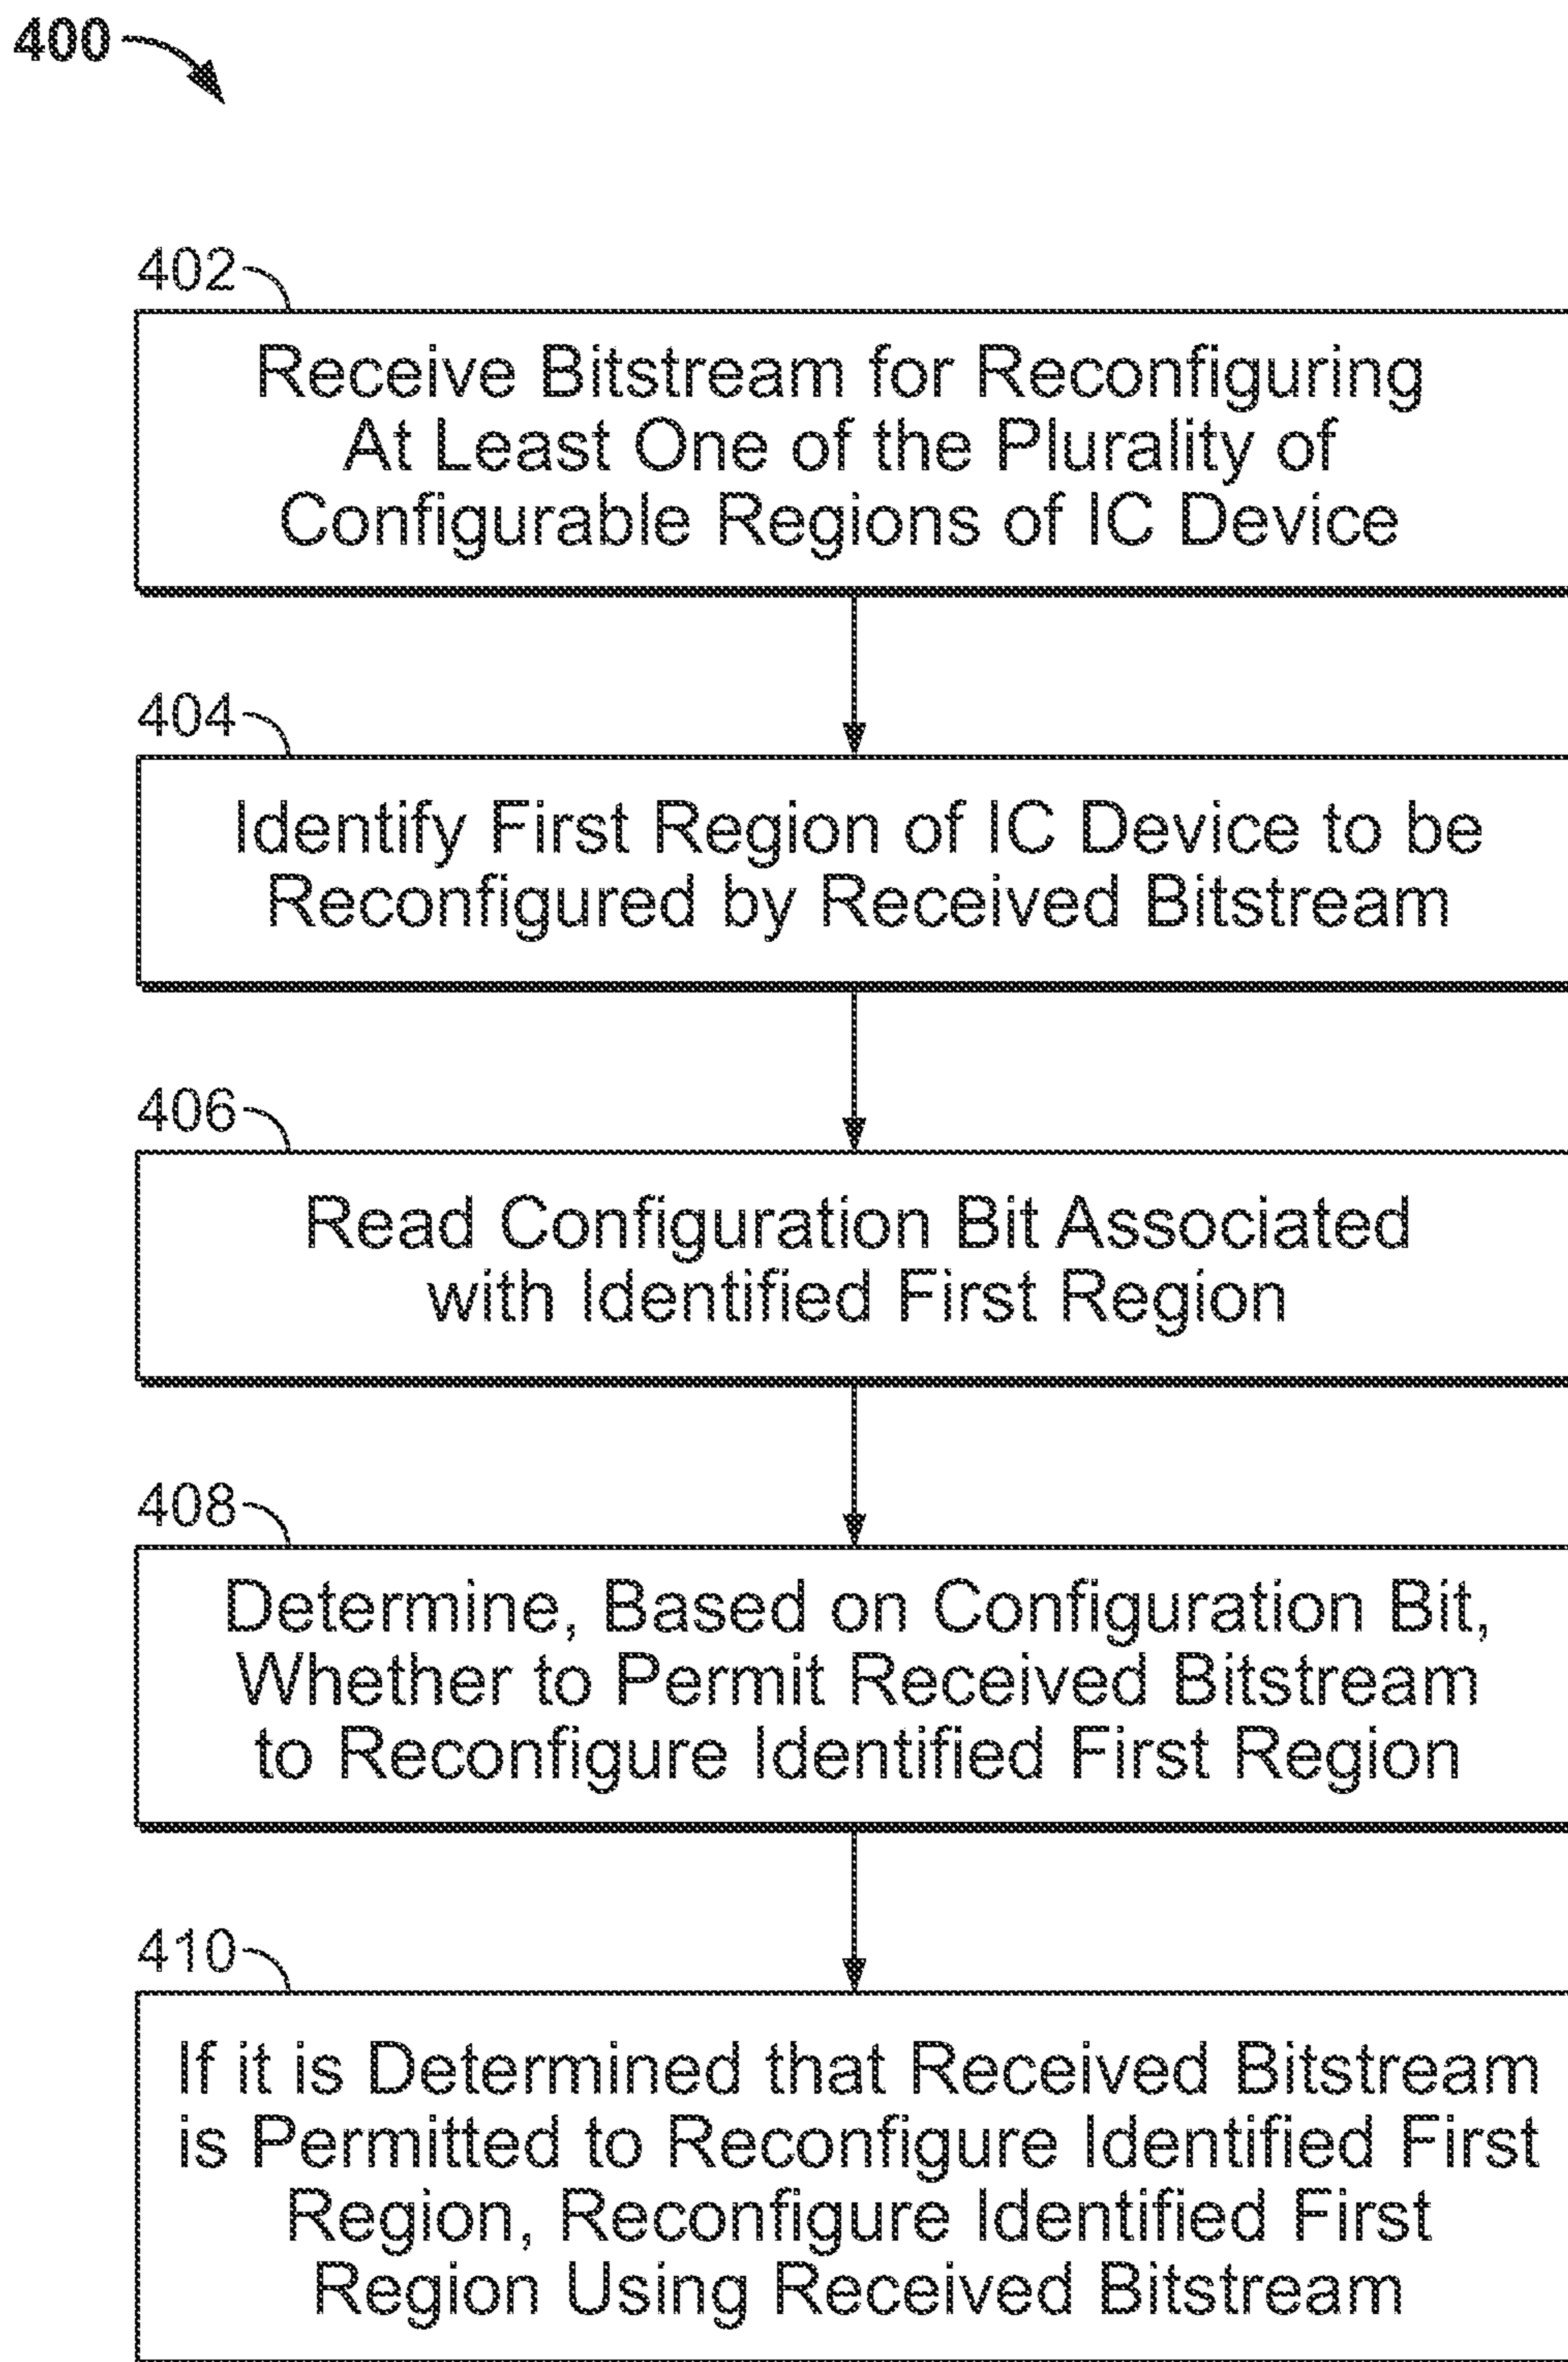 400
402
Receive Bitstream for Reconfiguring
At Least One of the Plurality of
Configurable Regions of IC Device
404
Identify First Region of IC Device to be
Reconfigured by Received Bitstream
406
Read Configuration Bit Associated
with Identified First Region
408
Determine, Based on Configuration Bit,
Whether to Permit Received Bitstream
to Reconfigure Identified First Region
410
If it is Determined that Received Bitstream
is Permitted to Reconfigure Identified First
Region, Reconfigure Identified First
Region Using Received Bitstream